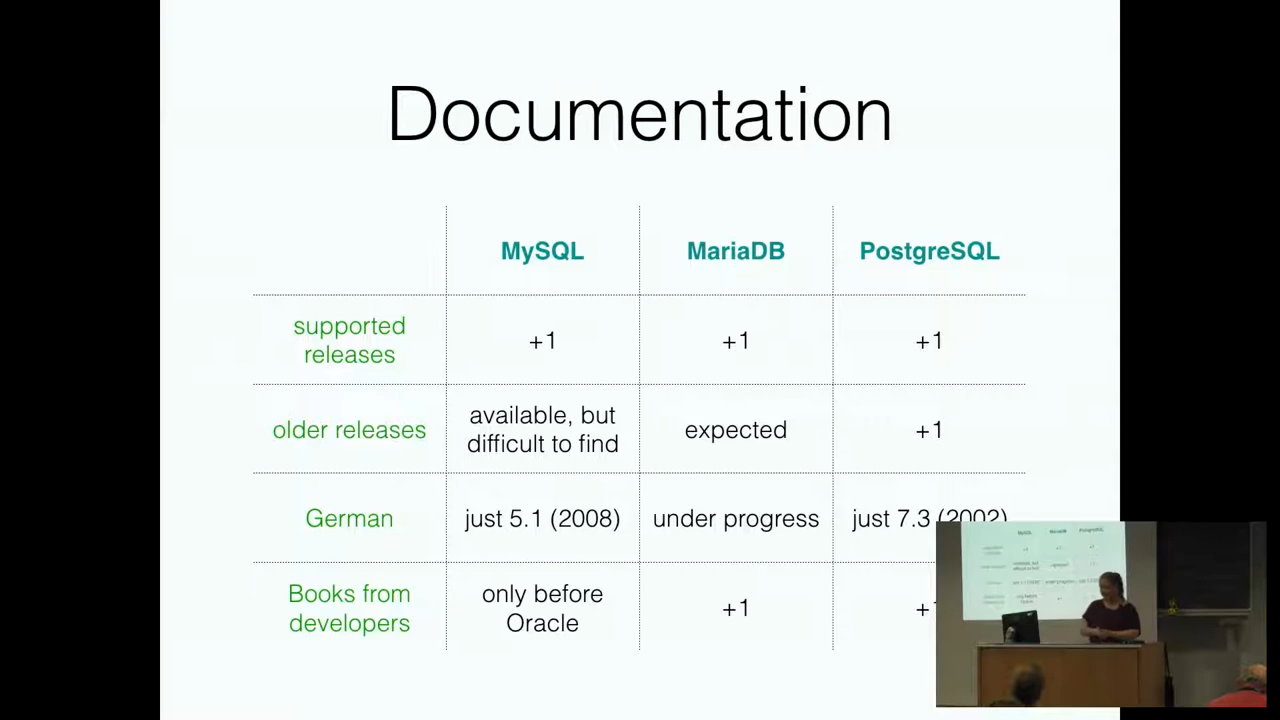 Documentation
MySQL MariaDB PostgreSQL
supported
releases
+1 +1 +1
older releases
available, but
difficult to find
expected
+1
German
just 5.1 (2008)
under progress
just 7.3 (2002)
Books from
developers
only before
Oracle
+1